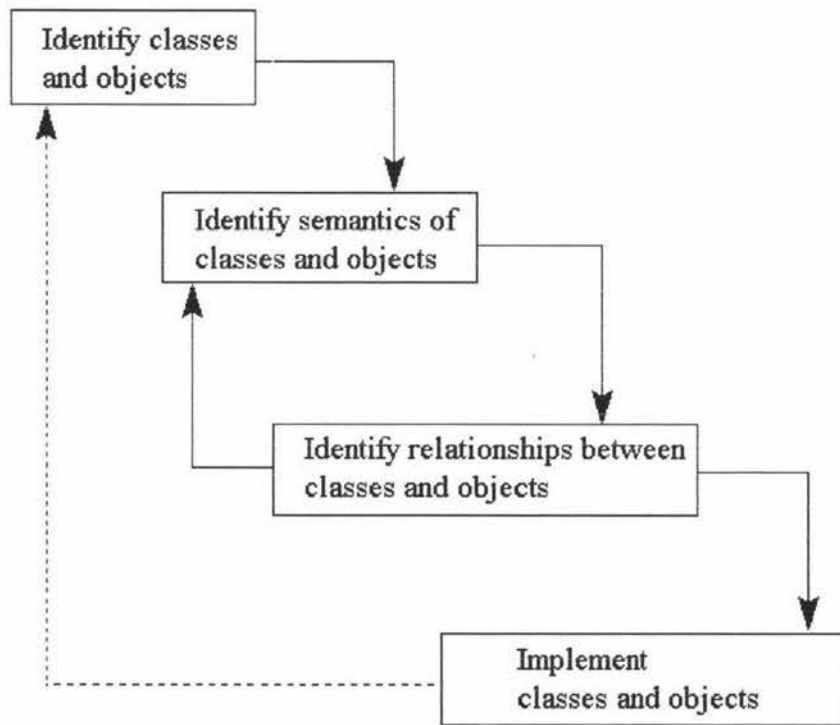 Identify classes
and objects
Identify semantics of
classes and objects
Identify relationships between
classes and objects
Implement
classes and objects